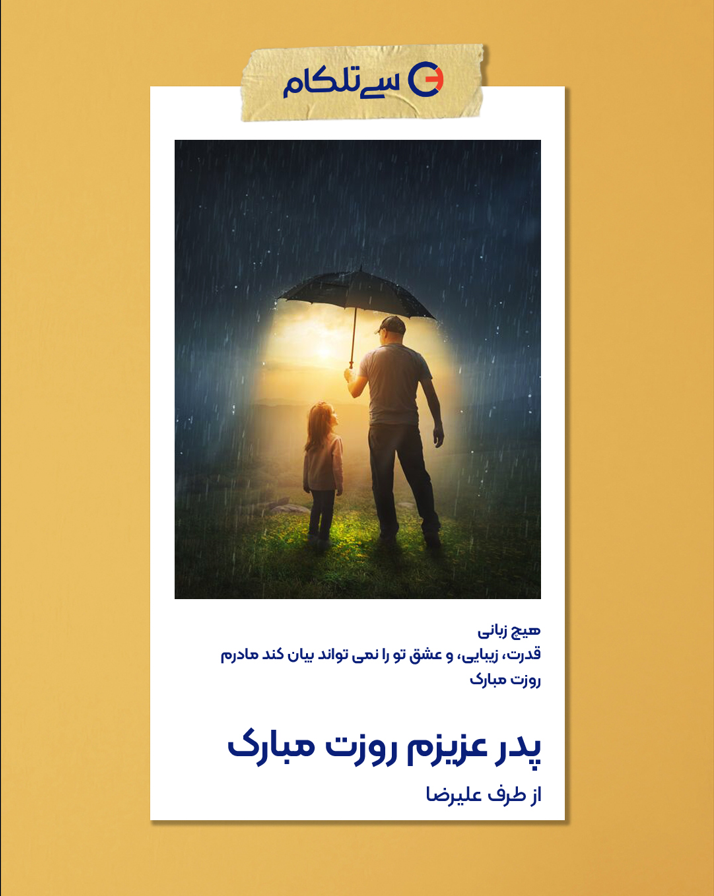 سی‌تلکام
هیچ زبانی
قدرت، زیبایی، و عشق تو را نمی تواند بیان کند مادرم
روزت مبارک
پدر عزیزم روزت مبارک
از طرف علیرضا